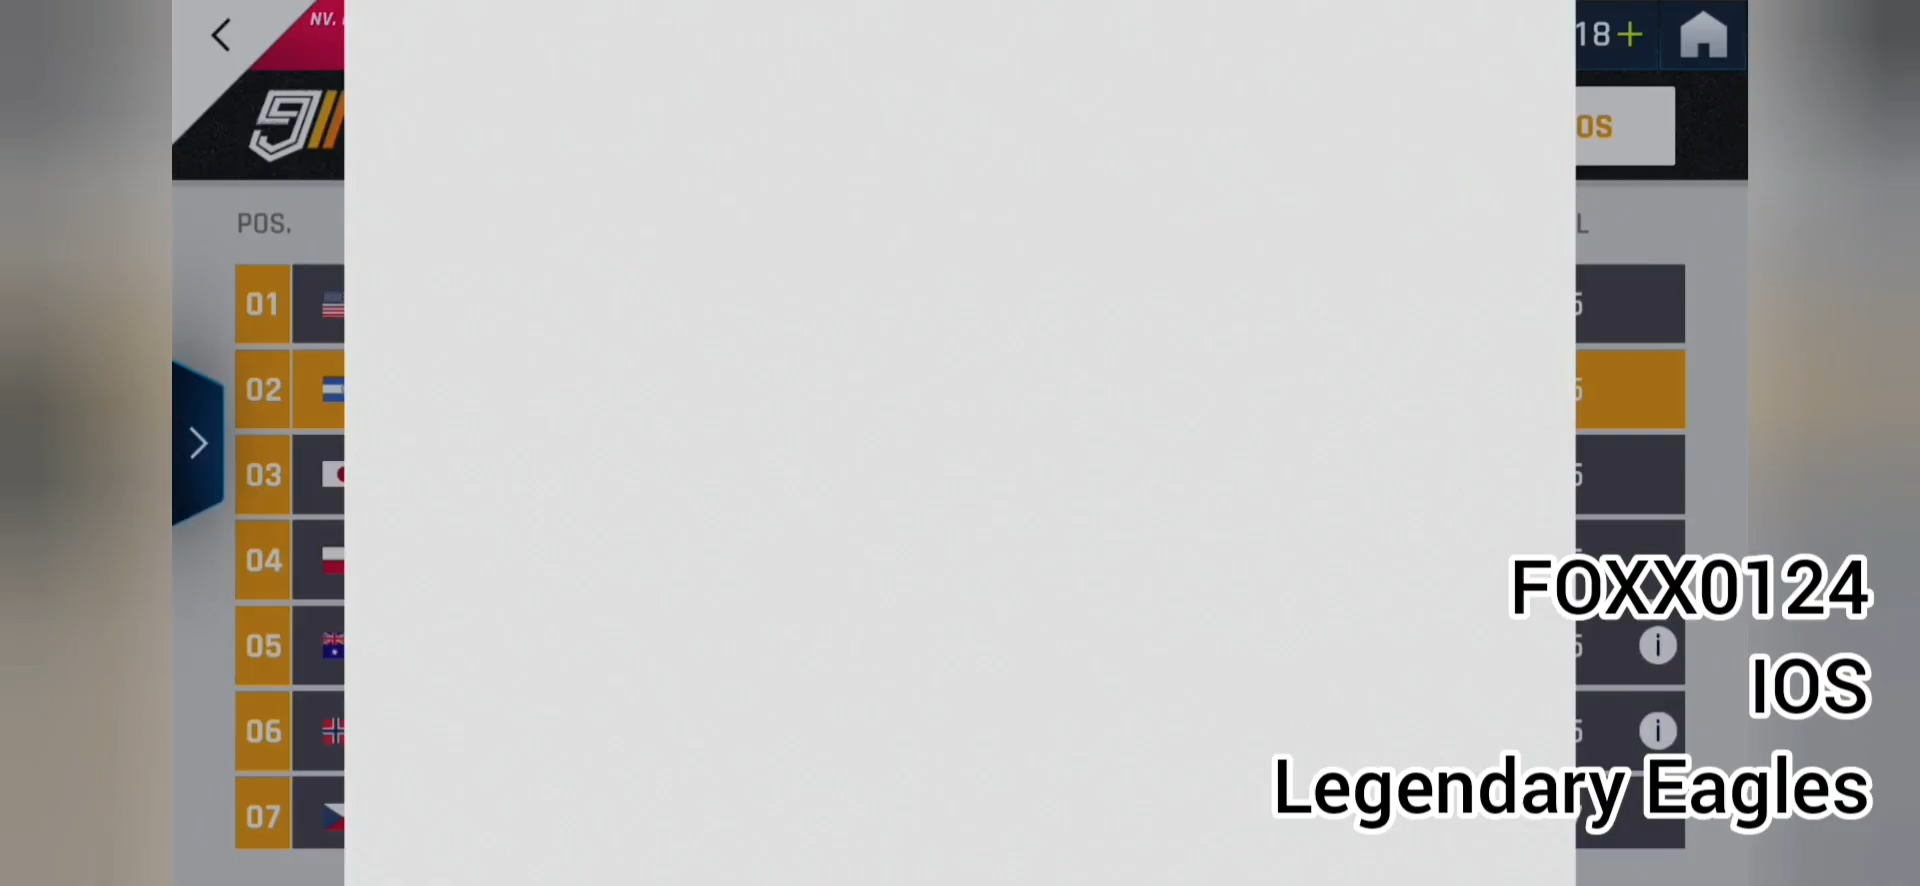 NV.
18+
OS
POS.
L
01
02
03
04
05
06
07
FOXX0124
IOS
Legendary Eagles